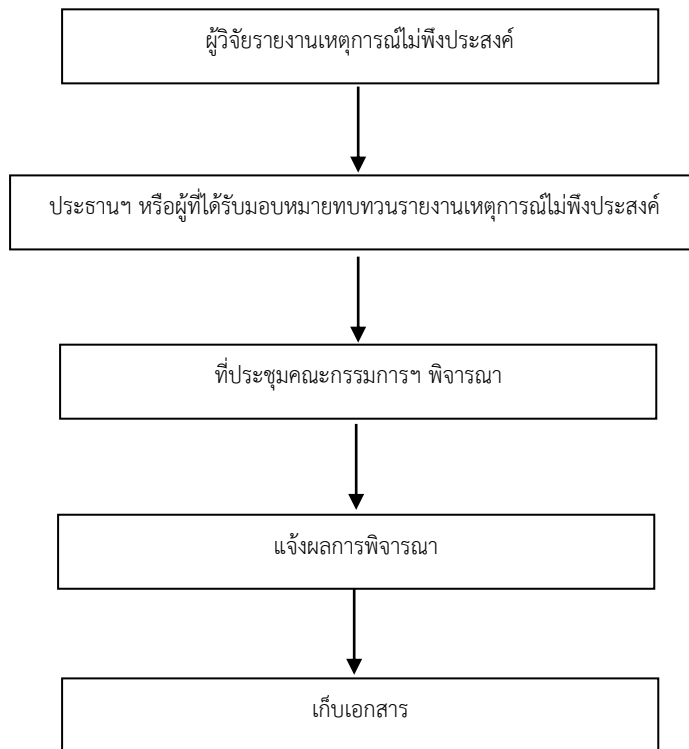 ผู้วิจัยรายงานเหตุการณ์ไม่พึงประสงค์
ประธานฯ หรือผู้ที่ได้รับมอบหมายทบทวนรายงานเหตุการณ์ไม่พึงประสงค์
ที่ประชุมคณะกรรมการฯ พิจารณา
แจ้งผลการพิจารณา
เก็บเอกสาร